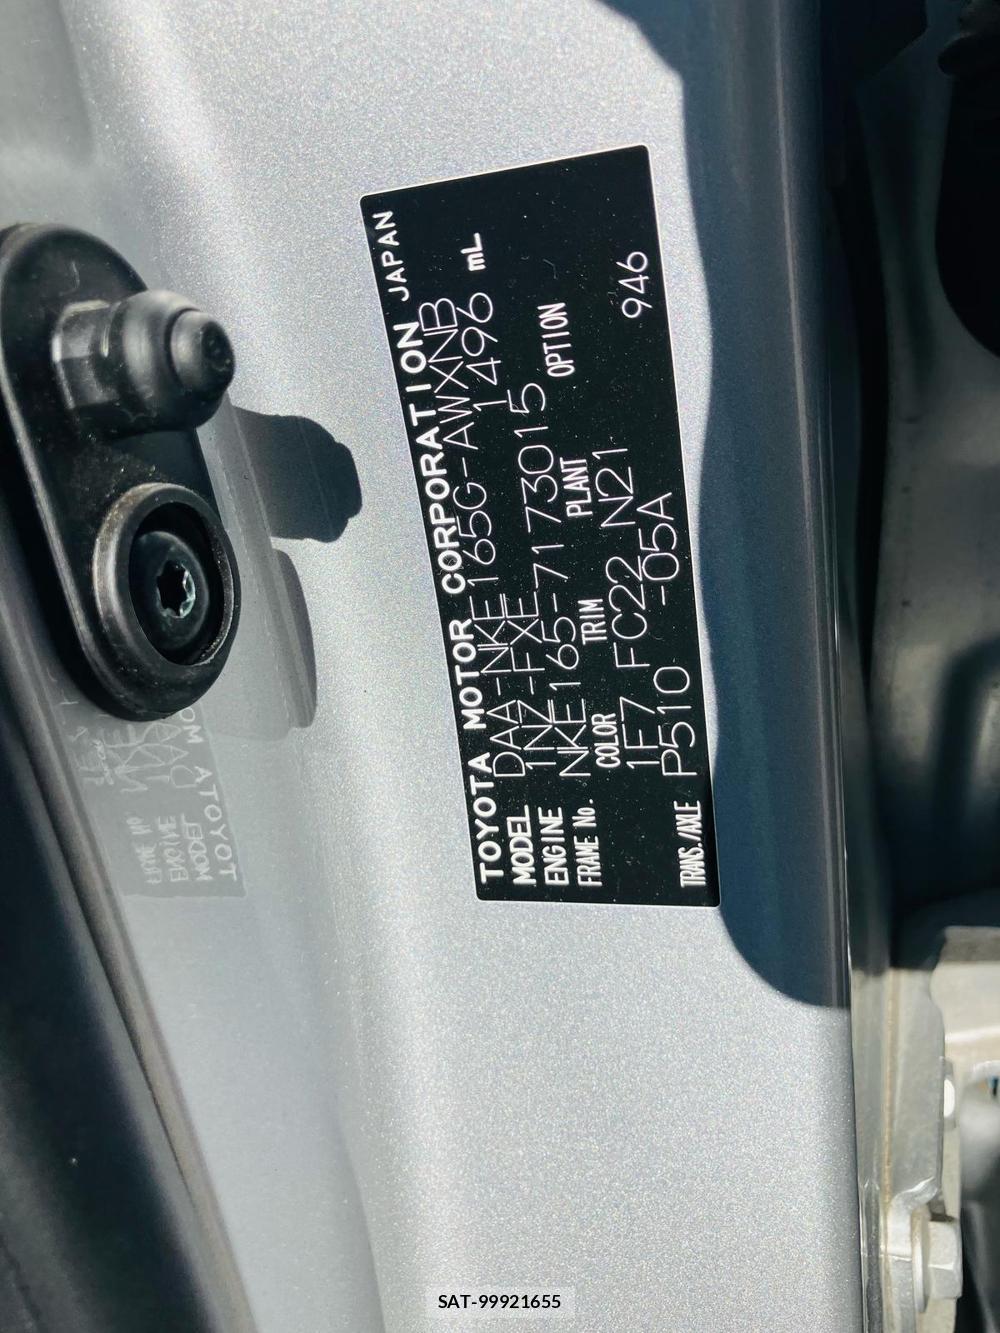 TOYOTA MOTOR CORPORATION JAPAN
MODEL DAA-NKE165G-AWXNB
ENGINE 1NZ-FXE 1496 mL
FRAME No. NKE165-7173015
COLOR TRIM PLANT OPTION
1F7 FC22 N21
TRANS./AXLE P510 -05A 946
SAT-99921655